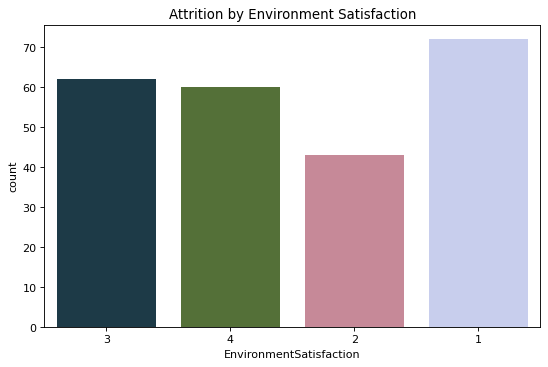 Attrition by Environment Satisfaction
70
60
50
40
30
20
10
0
count
3 4 2 1
EnvironmentSatisfaction